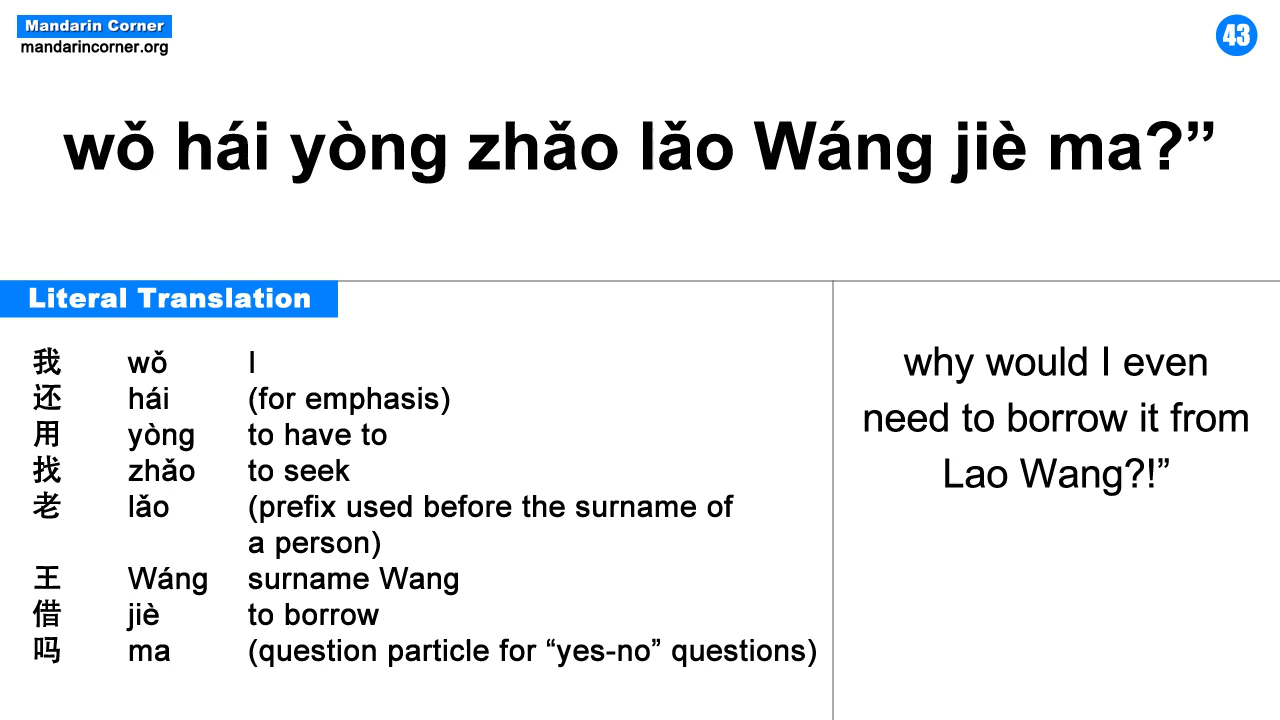 Mandarin Corner
mandarincorner.org
43
wǒ hái yòng zhǎo lǎo Wáng jiè ma?”
Literal Translation
我 wǒ I
还 hái (for emphasis)
用 yòng to have to
找 zhǎo to seek
老 lǎo (prefix used before the surname of
a person)
王 Wáng surname Wang
借 jiè to borrow
吗 ma (question particle for “yes-no” questions)
why would I even
need to borrow it from
Lao Wang?!”